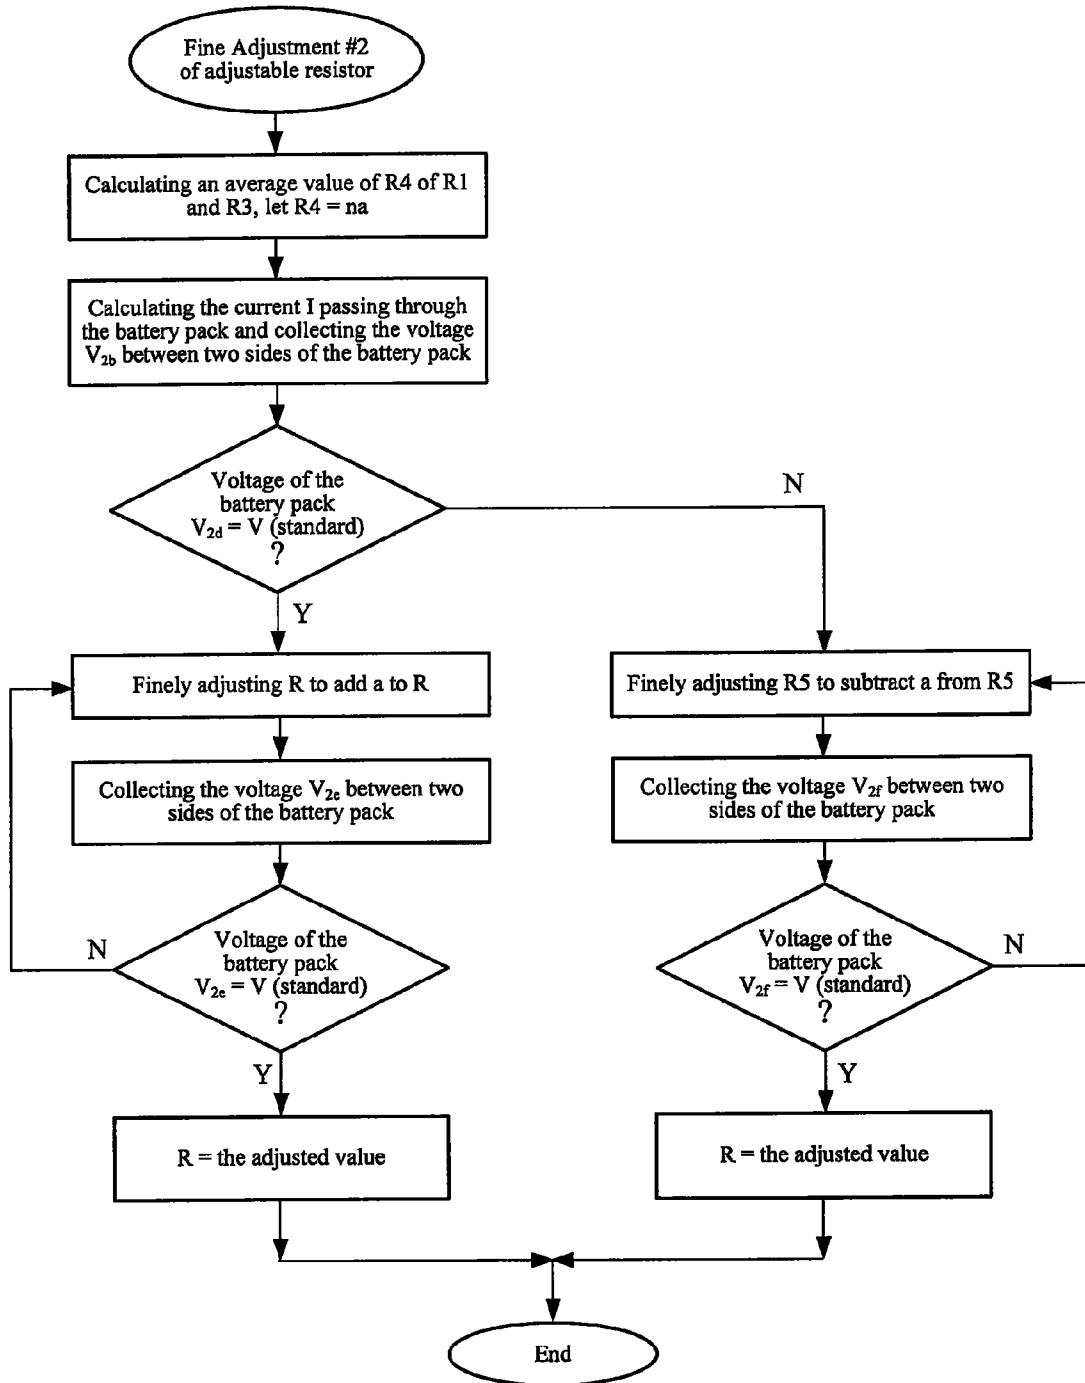 Fine Adjustment #2
of adjustable resistor
Calculating an average value of R4 of R1
and R3, let R4 = na
Calculating the current I passing through
the battery pack and collecting the voltage
V2b between two sides of the battery pack
Voltage of the
battery pack
V2d = V (standard)
?
N
Y
Finely adjusting R to add a to R
Finely adjusting R5 to subtract a from R5
Collecting the voltage V2e between two
sides of the battery pack
Collecting the voltage V2f between two
sides of the battery pack
N
Voltage of the
battery pack
V2e = V (standard)
?
Voltage of the
battery pack
V2f = V (standard)
?
N
Y
Y
R = the adjusted value
R = the adjusted value
End